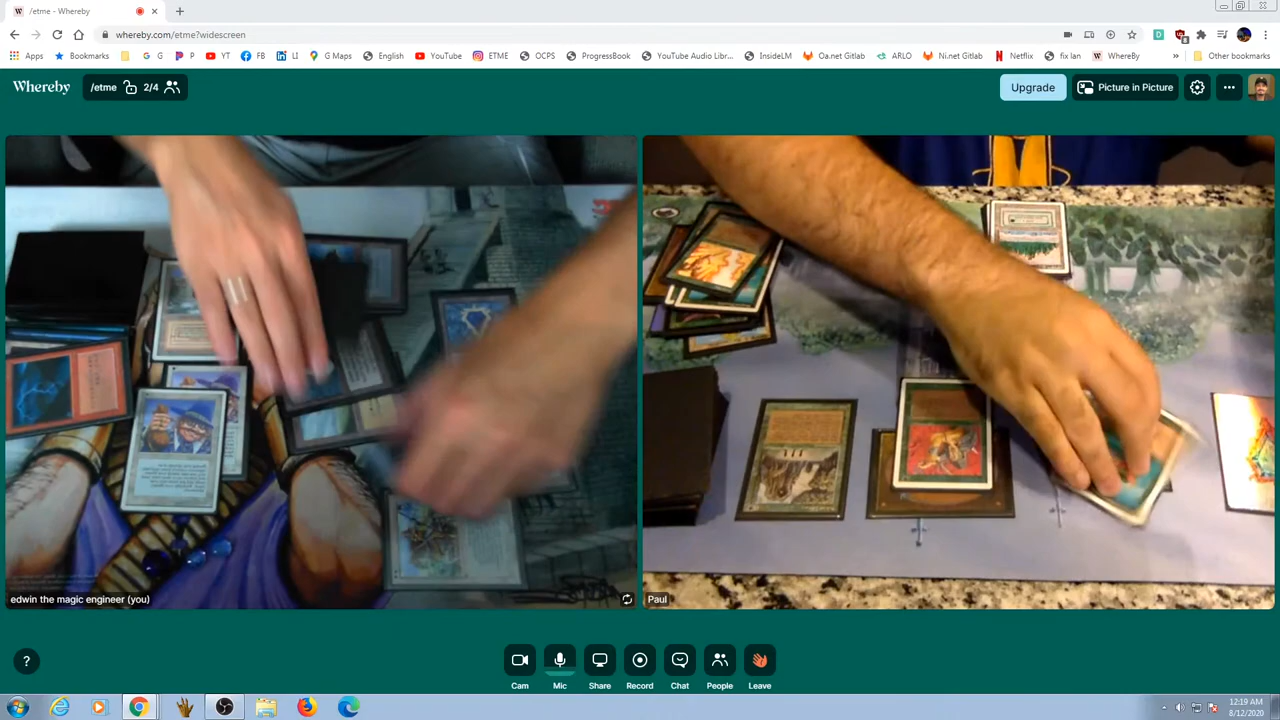 /etme - Whereby
whereby.com/etme?widescreen
Apps Bookmarks P YT FB LI G Maps English YouTube ETME OCPS ProgressBook YouTube Audio Libr... InsideLM Oa.net Gitlab ARLO Ni.net Gitlab Netflix fix lan WhereBy » Other bookmarks
Whereby /etme 2/4 Upgrade Picture in Picture
edwin the magic engineer (you)
Paul
? Cam Mic Share Record Chat People Leave
12:19 AM
8/12/2020